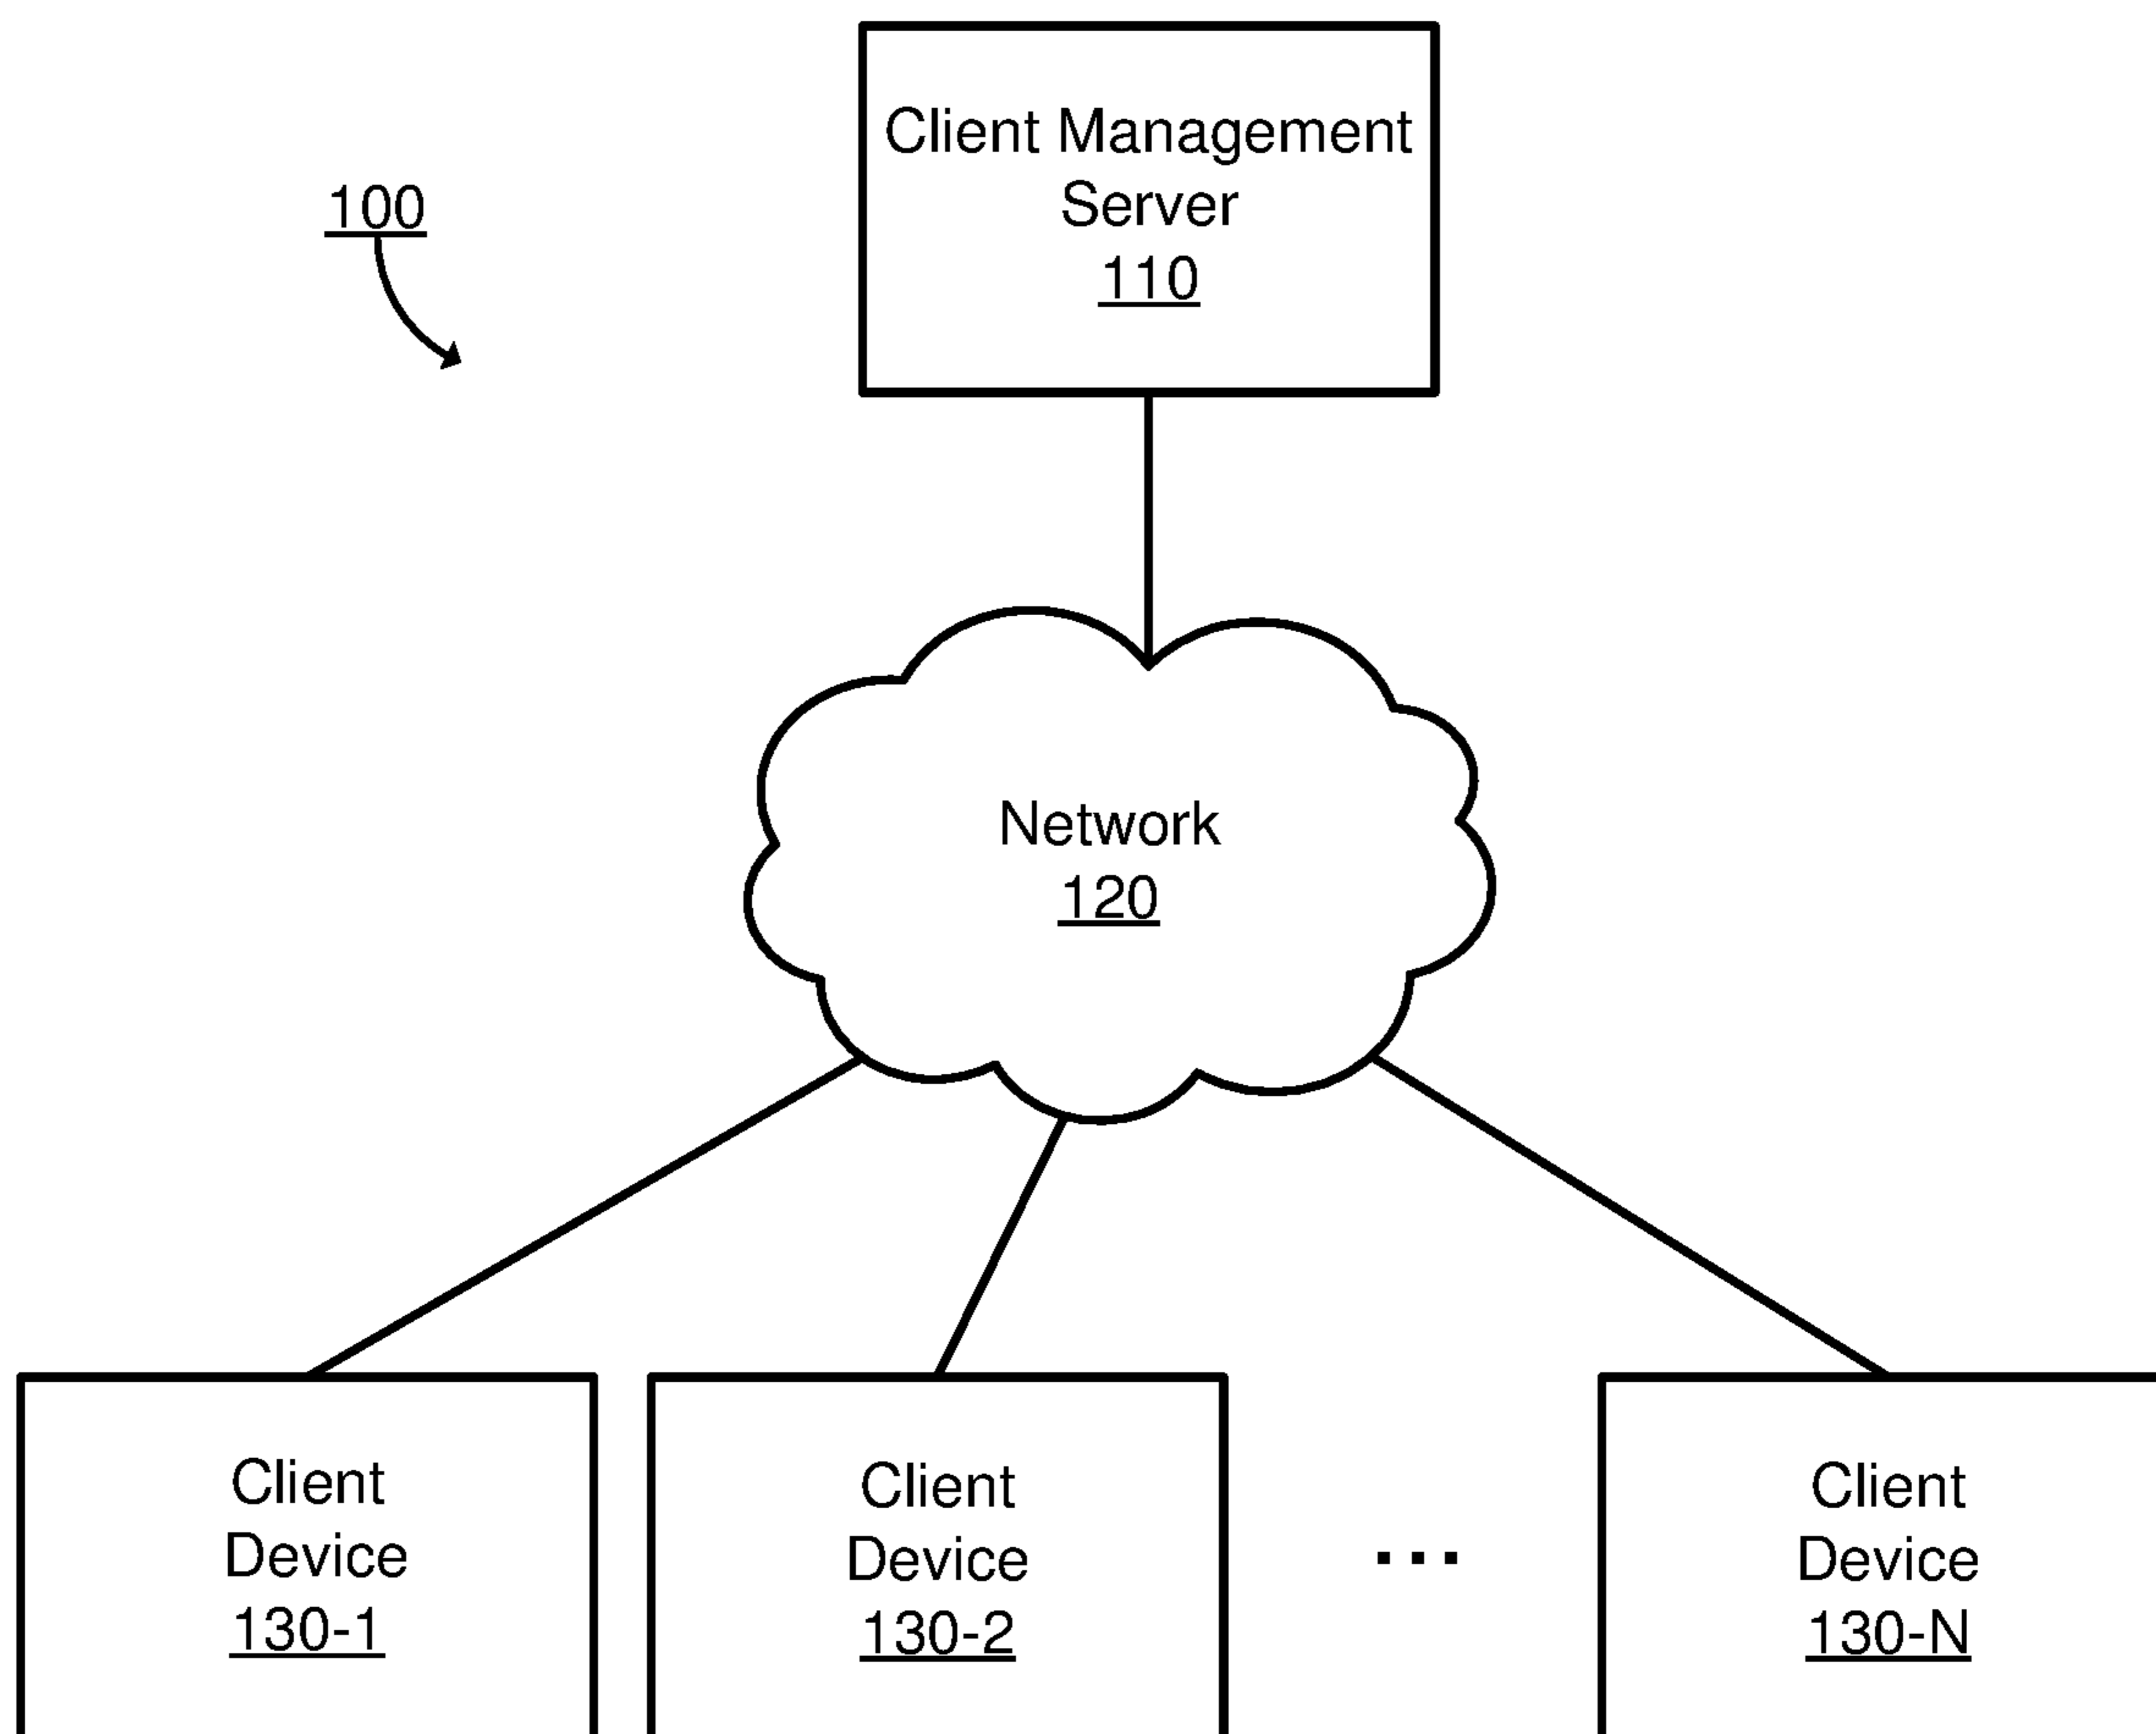 Client Management
Server
110
100
Network
120
Client
Device
130-1
Client
Device
130-2
...
Client
Device
130-N